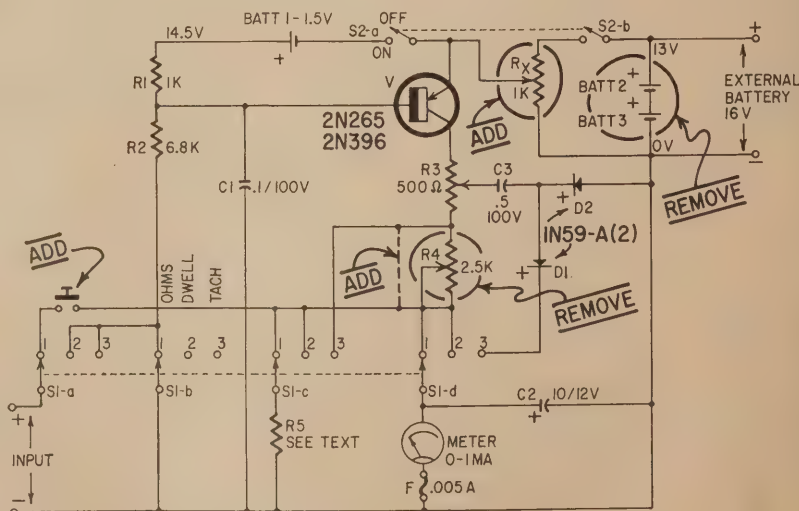 BATT 1-1.5V
OFF
14.5V
S2-a
S2-b
+
ON
13V
+
R1
1K
V
RX
1K
+
BATT 2
+
BATT 3
EXTERNAL
BATTERY
16V
2N265
2N396
ADD
R2
6.8K
0V
−
R3
500Ω
C3
.5
100V
C1
.1/100V
+
D2
REMOVE
1N59-A(2)
ADD
ADD
R4
2.5K
+
D1
OHMS
DWELL
TACH
REMOVE
1 2 3 1 2 3 1 2 3 1 2 3
S1-a
S1-b
S1-c
S1-d
C2
10/12V
+
+
INPUT
−
R5
SEE TEXT
METER
0-1MA
F
.005A